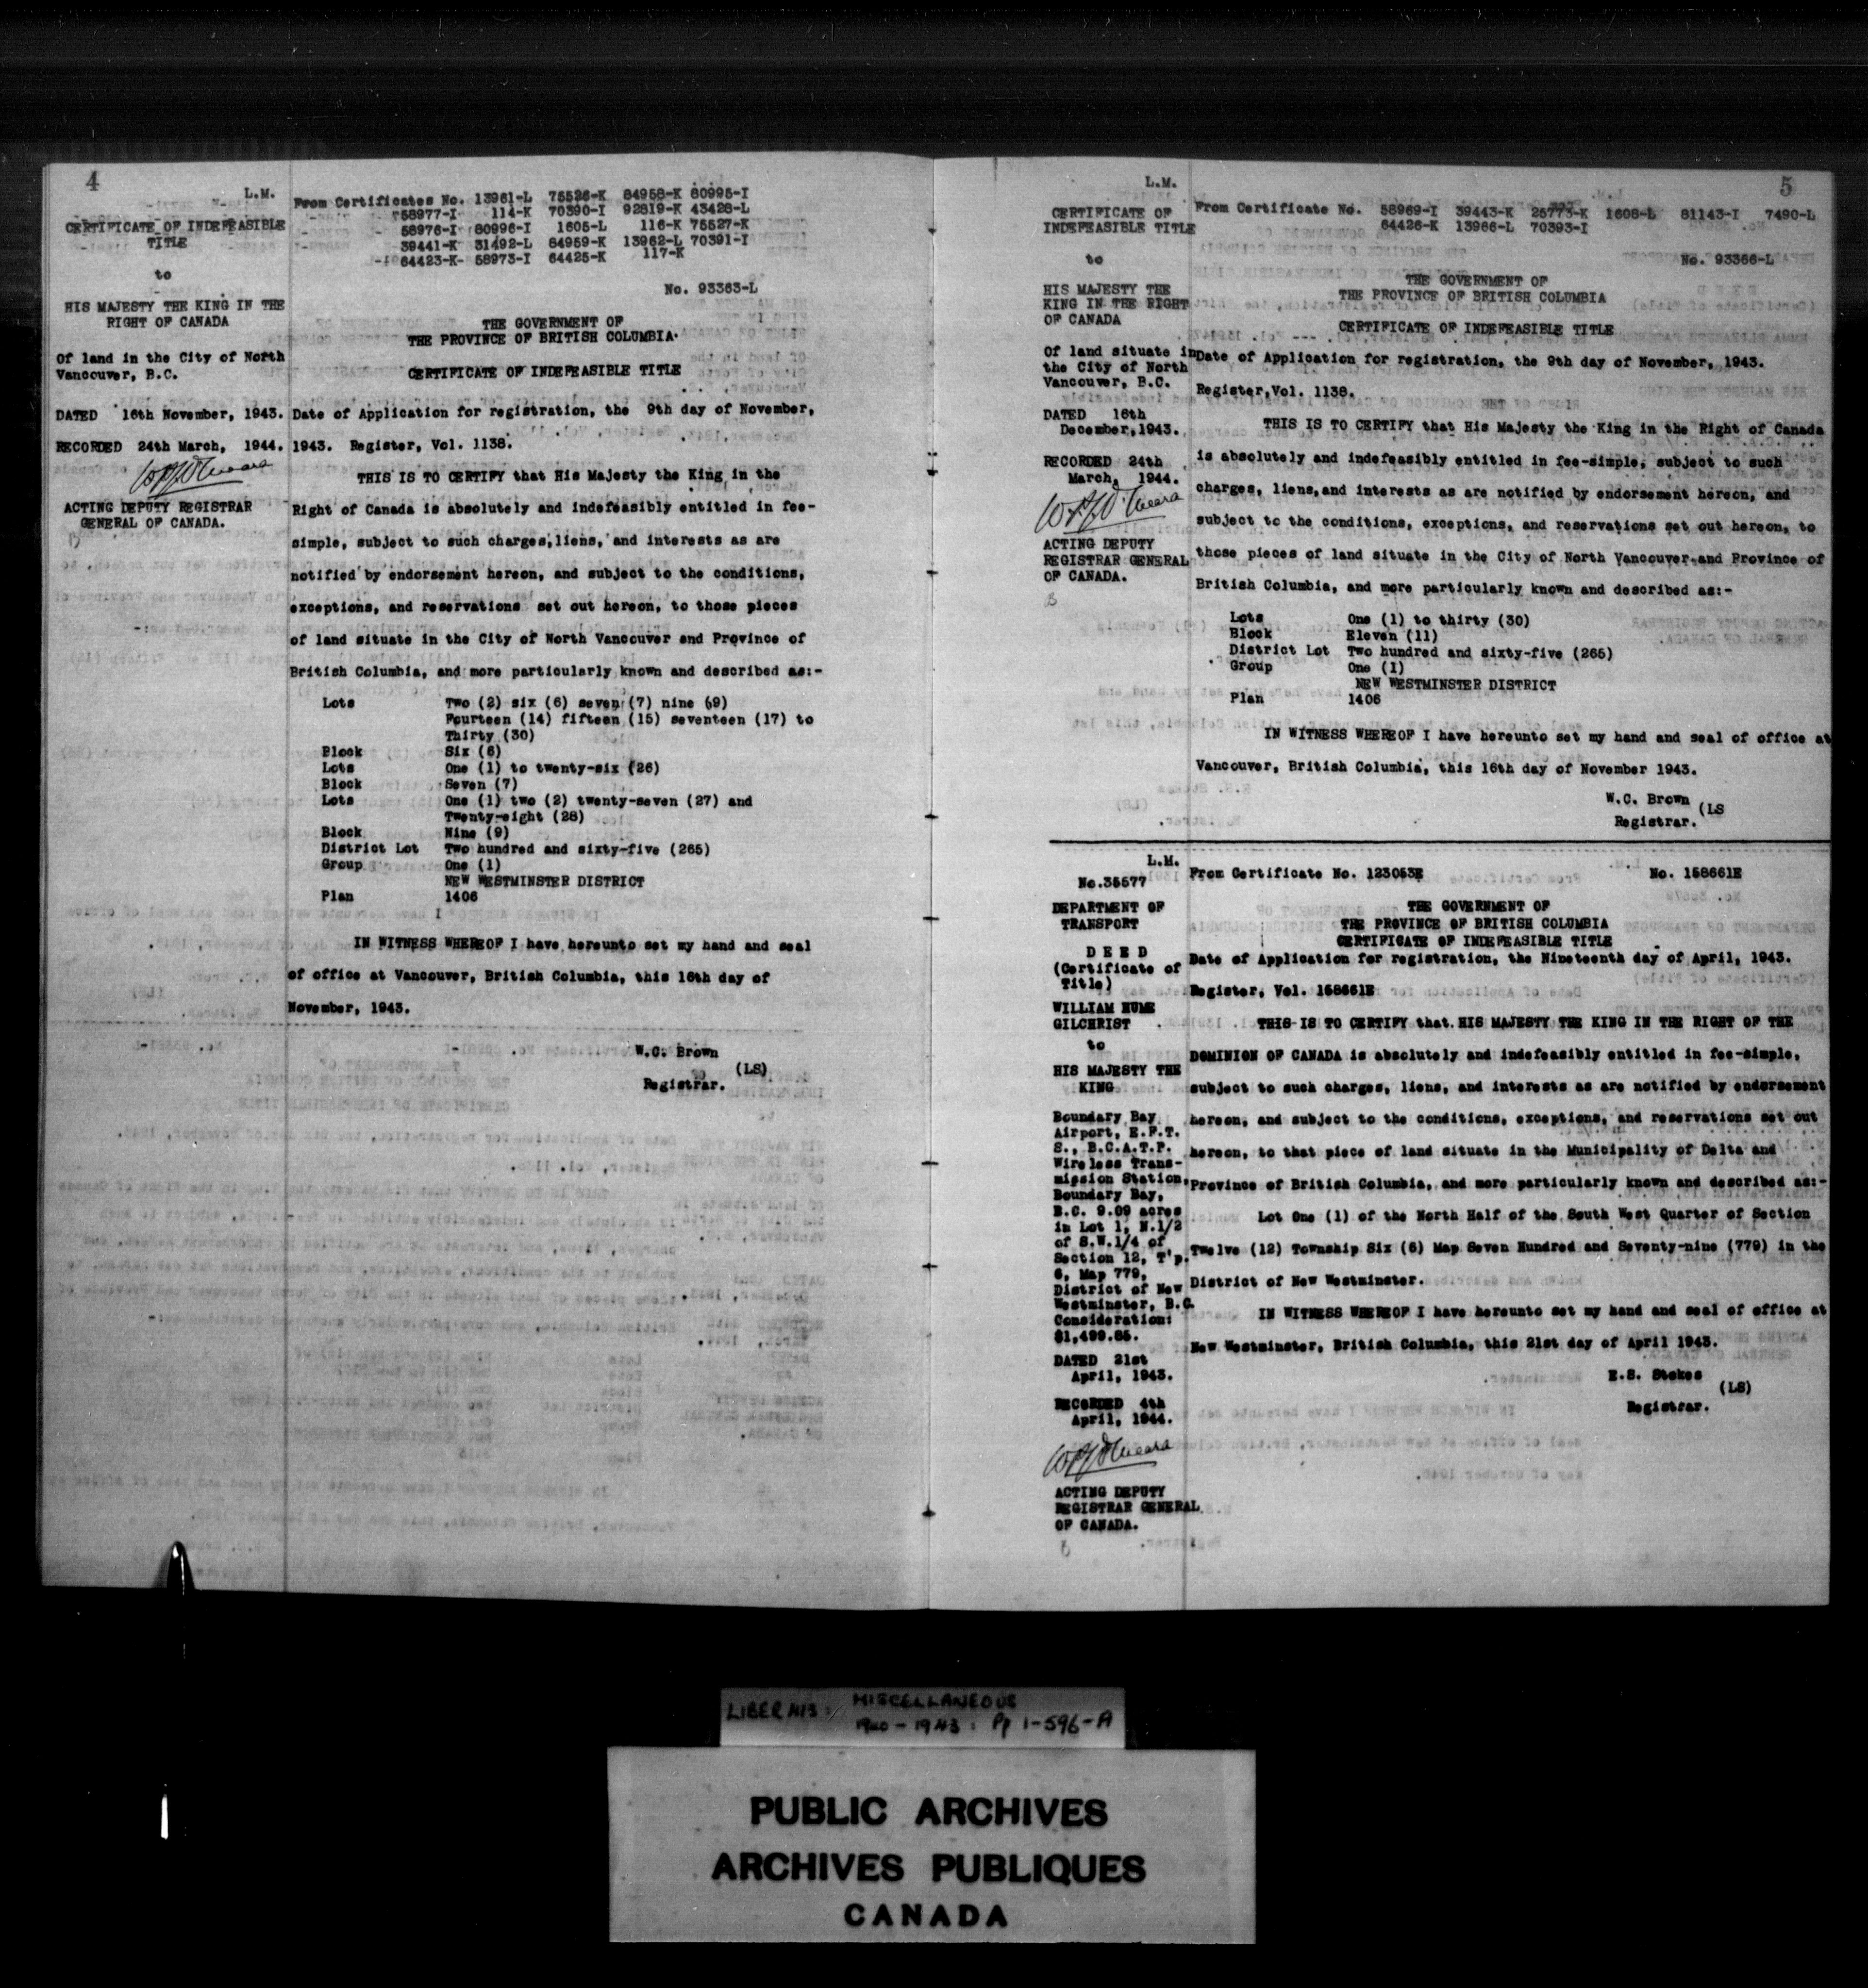 4
L.M.
CERTIFICATE OF INDEFEASIBLE
TITLE
to
HIS MAJESTY THE KING IN THE
RIGHT OF CANADA
Of land in the City of North
Vancouver, B.C.
DATED 16th November, 1943.
RECORDED 24th March, 1944.
ACTING DEPUTY REGISTRAR
GENERAL OF CANADA.
From Certificates No. 13961-L 75526-K 84958-K 80995-I
58977-I 114-K 70390-I 92819-K 43428-L
58976-I 80996-I 1605-L 116-K 75527-K
39441-K 31492-L 84959-K 13962-L 70391-I
64423-K- 58973-I 64425-K 117-K
No. 93363-L
THE GOVERNMENT OF
THE PROVINCE OF BRITISH COLUMBIA
CERTIFICATE OF INDEFEASIBLE TITLE
Date of Application for registration, the 9th day of November,
1943. Register, Vol. 1138.
THIS IS TO CERTIFY that His Majesty the King in the
Right of Canada is absolutely and indefeasibly entitled in fee-
simple, subject to such charges, liens, and interests as are
notified by endorsement hereon, and subject to the conditions,
exceptions, and reservations set out hereon, to those pieces
of land situate in the City of North Vancouver and Province of
British Columbia, and more particularly known and described as:-
Lots Two (2) six (6) seven (7) nine (9)
Fourteen (14) fifteen (15) seventeen (17) to
Thirty (30)
Block Six (6)
Lots One (1) to twenty-six (26)
Block Seven (7)
Lots One (1) two (2) twenty-seven (27) and
Twenty-eight (28)
Block Nine (9)
District Lot Two hundred and sixty-five (265)
Group One (1)
NEW WESTMINSTER DISTRICT
Plan 1406
IN WITNESS WHEREOF I have hereunto set my hand and seal
of office at Vancouver, British Columbia, this 16th day of
November, 1943.
W.C. Brown
(LS)
Registrar.
5
L.M.
CERTIFICATE OF
INDEFEASIBLE TITLE
to
HIS MAJESTY THE
KING IN THE RIGHT
OF CANADA
Of land situate in
the City of North
Vancouver, B.C.
DATED 16th
December, 1943.
RECORDED 24th
March, 1944.
ACTING DEPUTY
REGISTRAR GENERAL
OF CANADA.
From Certificate No. 58969-I 39443-K 25773-K 1608-L 81143-I 7490-L
64426-K 13966-L 70393-I
No. 93366-L
THE GOVERNMENT OF
THE PROVINCE OF BRITISH COLUMBIA
CERTIFICATE OF INDEFEASIBLE TITLE
Date of Application for registration, the 9th day of November, 1943.
Register, Vol. 1138.
THIS IS TO CERTIFY that His Majesty the King in the Right of Canada
is absolutely and indefeasibly entitled in fee-simple, subject to such
charges, liens, and interests as are notified by endorsement hereon, and
subject to the conditions, exceptions, and reservations set out hereon, to
those pieces of land situate in the City of North Vancouver and Province of
British Columbia, and more particularly known and described as:-
Lots One (1) to thirty (30)
Block Eleven (11)
District Lot Two hundred and sixty-five (265)
Group One (1)
NEW WESTMINSTER DISTRICT
Plan 1406
IN WITNESS WHEREOF I have hereunto set my hand and seal of office at
Vancouver, British Columbia, this 16th day of November 1943.
W.C. Brown
(LS
Registrar.
L.M.
No.35577
DEPARTMENT OF
TRANSPORT
D E E D
(Certificate of
Title)
WILLIAM HUME
GILCHRIST
to
HIS MAJESTY THE
KING
Boundary Bay
Airport, E.F.T.
S., B.C.A.T.P.
Wireless Trans-
mission Station,
Boundary Bay,
B.C. 9.09 acres
in Lot 1, N.1/2
of S.W.1/4 of
Section 12, T'p.
6, Map 779,
District of New
Westminster, B.C.
Consideration:
$1,499.85.
DATED 21st
April, 1943.
RECORDED 4th
April, 1944.
ACTING DEPUTY
REGISTRAR GENERAL
OF CANADA.
From Certificate No. 123053E No. 158661E
THE GOVERNMENT OF
THE PROVINCE OF BRITISH COLUMBIA
CERTIFICATE OF INDEFEASIBLE TITLE
Date of Application for registration, the Nineteenth day of April, 1943.
Register, Vol. 158661E
THIS IS TO CERTIFY that HIS MAJESTY THE KING IN THE RIGHT OF THE
DOMINION OF CANADA is absolutely and indefeasibly entitled in fee-simple,
subject to such charges, liens, and interests as are notified by endorsement
hereon, and subject to the conditions, exceptions, and reservations set out
hereon, to that piece of land situate in the Municipality of Delta and
Province of British Columbia, and more particularly known and described as:-
Lot One (1) of the North Half of the South West Quarter of Section
Twelve (12) Township Six (6) Map Seven Hundred and Seventy-nine (779) in the
District of New Westminster.
IN WITNESS WHEREOF I have hereunto set my hand and seal of office at
New Westminster, British Columbia, this 21st day of April 1943.
E.S. Stokes
(LS)
Registrar.
LIBER 413: MISCELLANEOUS
1940-1943: Pp 1-596-A
PUBLIC ARCHIVES
ARCHIVES PUBLIQUES
CANADA